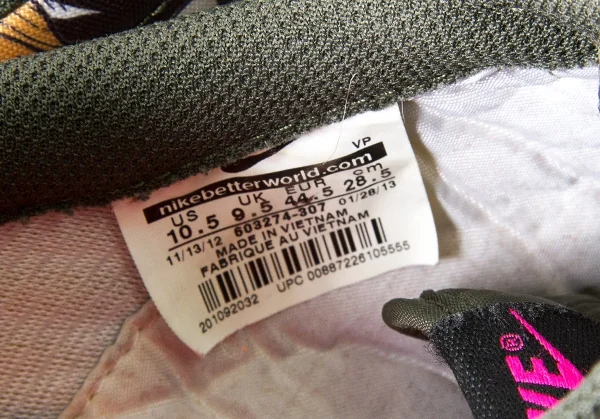 VP
nikebetterworld.com
US UK EUR cm
10.5 9.5 44.5 28.5
11/13/12 603274-307 01/28/13
MADE IN VIETNAM
FABRIQUE AU VIETNAM
201092032 UPC 00887226105555
NIKE®